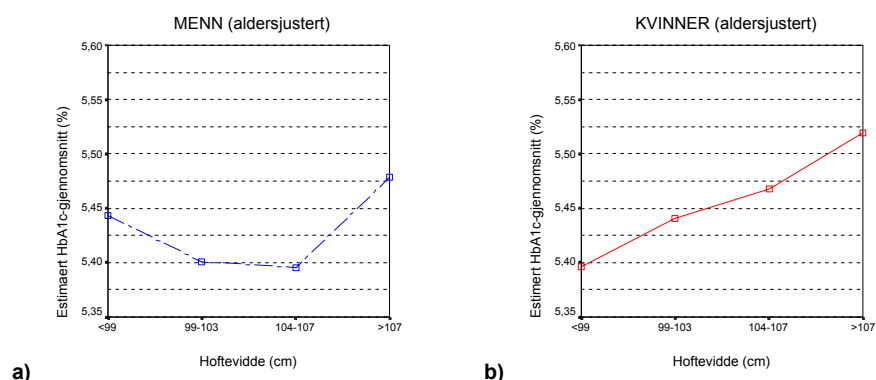 MENN (aldersjustert)
5,60
5,55
5,50
5,45
5,40
5,35
Estimaert HbA1c-gjennomsnitt (%)
<99
99-103
104-107
>107
Hoftevidde (cm)
a)
KVINNER (aldersjustert)
5,60
5,55
5,50
5,45
5,40
5,35
Estimert HbA1c-gjennomsnitt (%)
<99
99-103
104-107
>107
Hoftevidde (cm)
b)